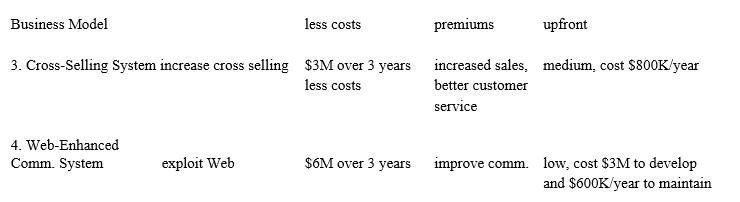 Business Model less costs premiums upfront
3. Cross-Selling System increase cross selling $3M over 3 years increased sales, medium, cost $800K/year
less costs better customer
service
4. Web-Enhanced
Comm. System exploit Web $6M over 3 years improve comm. low, cost $3M to develop
and $600K/year to maintain